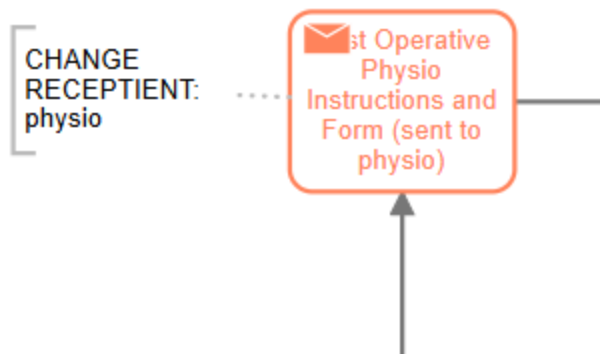 CHANGE
RECEPTIENT:
physio
st Operative
Physio
Instructions and
Form (sent to
physio)